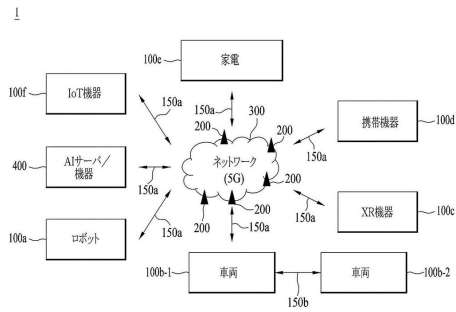 1
100e
家電
100f
IoT機器
150a
150a
200
300
200
携帯機器
100d
150a
400
AIサーバ/
機器
150a
ネットワーク
(5G)
200
XR機器
100c
150a
100a
ロボット
150a
200
200
150a
100b-1
車両
車両
100b-2
150b